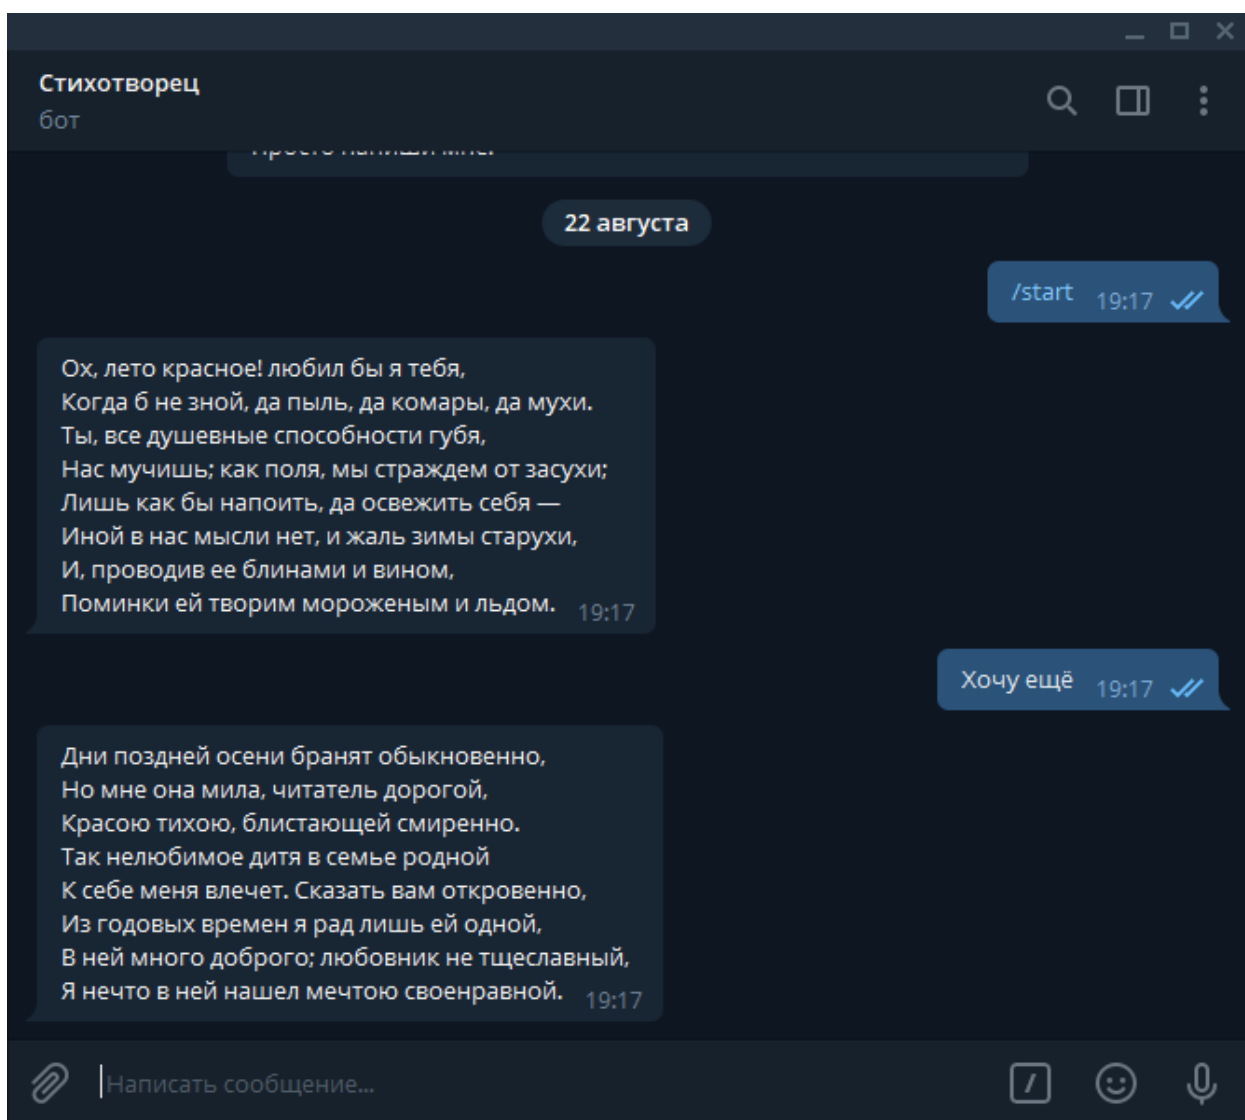 Стихотворец
бот
Просто напиши мне.
22 августа
/start 19:17
Ох, лето красное! любил бы я тебя,
Когда б не зной, да пыль, да комары, да мухи.
Ты, все душевные способности губя,
Нас мучишь; как поля, мы страждем от засухи;
Лишь как бы напоить, да освежить себя —
Иной в нас мысли нет, и жаль зимы старухи,
И, проводив ее блинами и вином,
Поминки ей творим мороженым и льдом. 19:17
Хочу ещё 19:17
Дни поздней осени бранят обыкновенно,
Но мне она мила, читатель дорогой,
Красою тихою, блистающей смиренно.
Так нелюбимое дитя в семье родной
К себе меня влечет. Сказать вам откровенно,
Из годовых времен я рад лишь ей одной,
В ней много доброго; любовник не тщеславный,
Я нечто в ней нашел мечтою своенравной. 19:17
Написать сообщение...